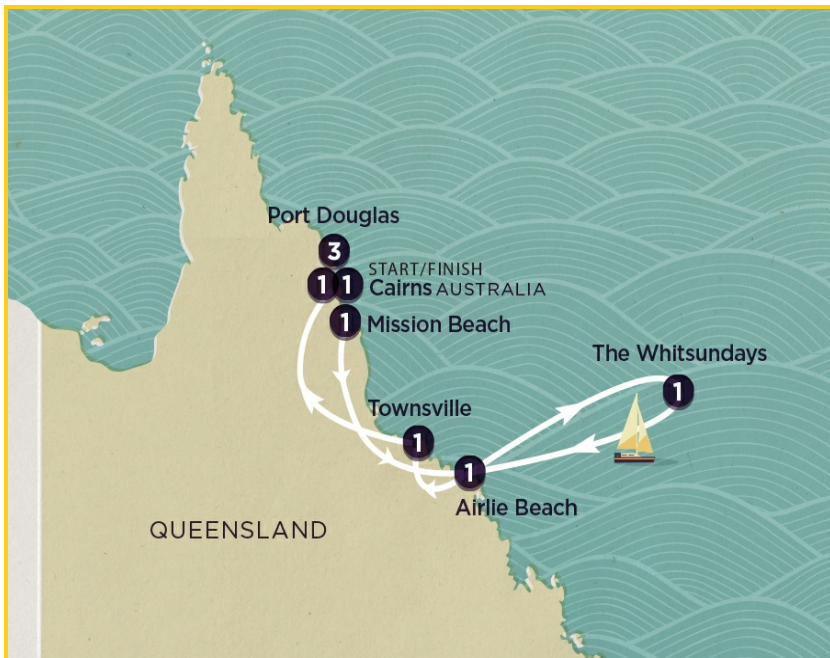 Port Douglas
3
START/FINISH
1 1 Cairns AUSTRALIA
1 Mission Beach
The Whitsundays
1
Townsville
1
1
Airlie Beach
QUEENSLAND